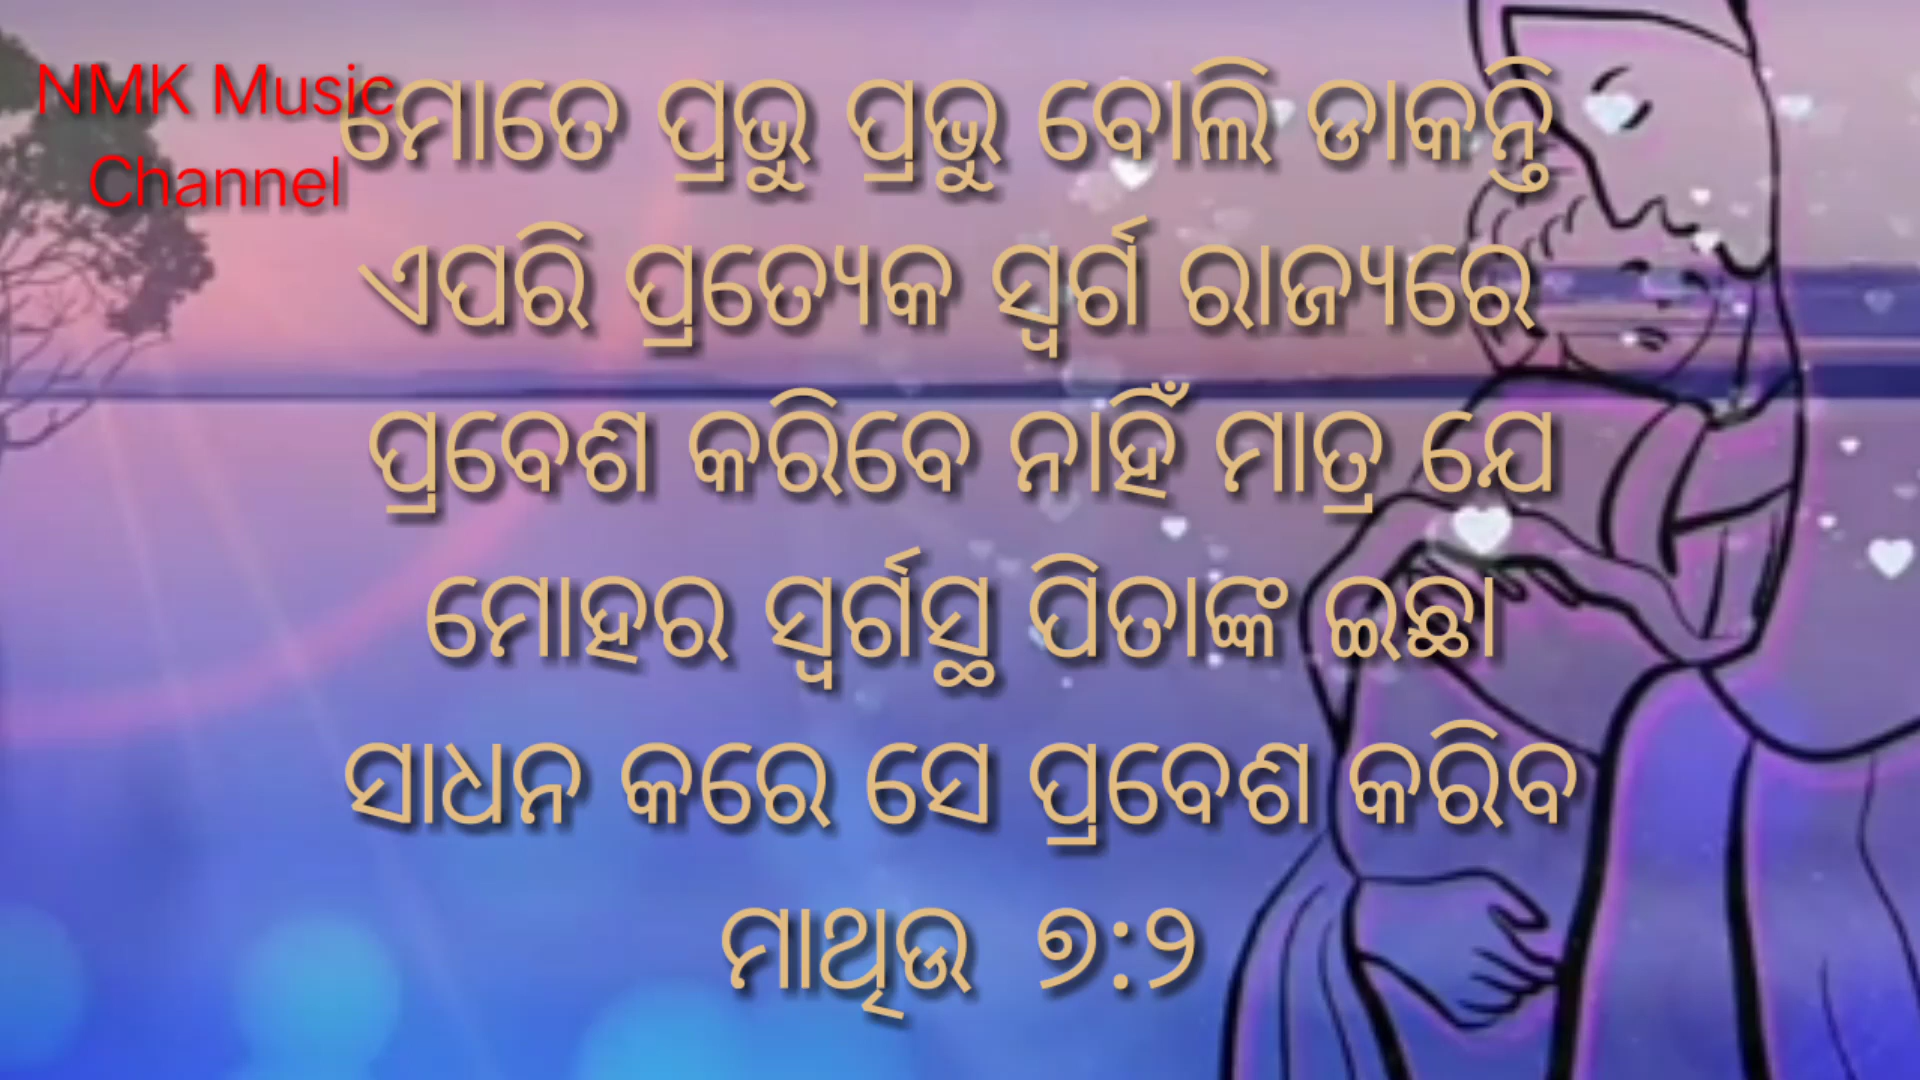 NMK Music
Channel
ମୋତେ ପ୍ରଭୁ ପ୍ରଭୁ ବୋଲି ଡାକନ୍ତି
ଏପରି ପ୍ରତ୍ୟେକ ସ୍ୱର୍ଗ ରାଜ୍ୟରେ
ପ୍ରବେଶ କରିବେ ନାହିଁ ମାତ୍ର ଯେ
ମୋହର ସ୍ୱର୍ଗସ୍ଥ ପିତାଙ୍କ ଇଛା
ସାଧନ କରେ ସେ ପ୍ରବେଶ କରିବ
ମାଥିଉ ୭:୨